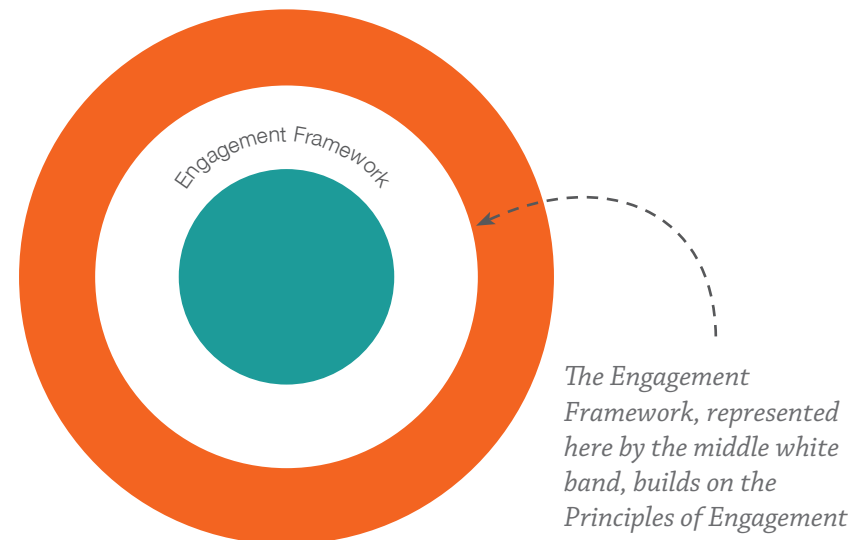 Engagement Framework
The Engagement
Framework, represented
here by the middle white
band, builds on the
Principles of Engagement